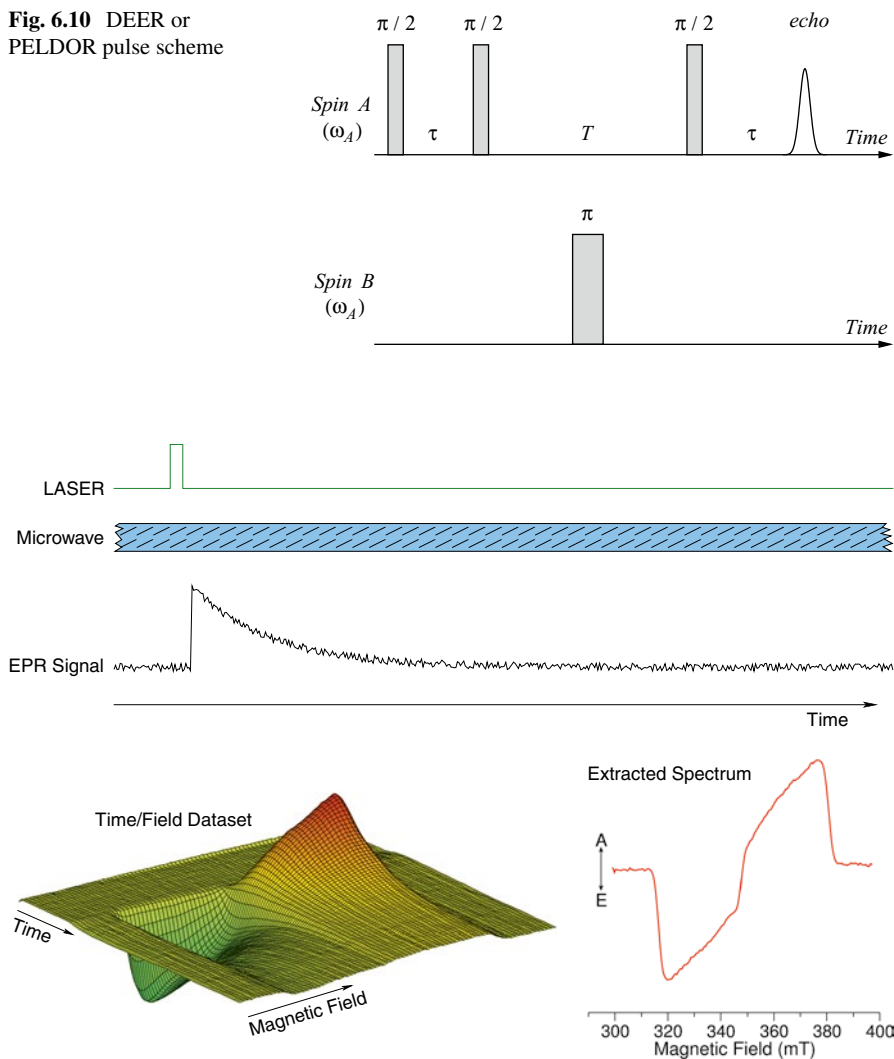 Fig. 6.10 DEER or
PELDOR pulse scheme
π / 2 π / 2 π / 2 echo
Spin A
(ωA)
τ T τ Time
π
Spin B
(ωA)
Time
LASER
Microwave
EPR Signal
Time
Time/Field Dataset
Time
Magnetic Field
Extracted Spectrum
A
E
300 320 340 360 380 400
Magnetic Field (mT)